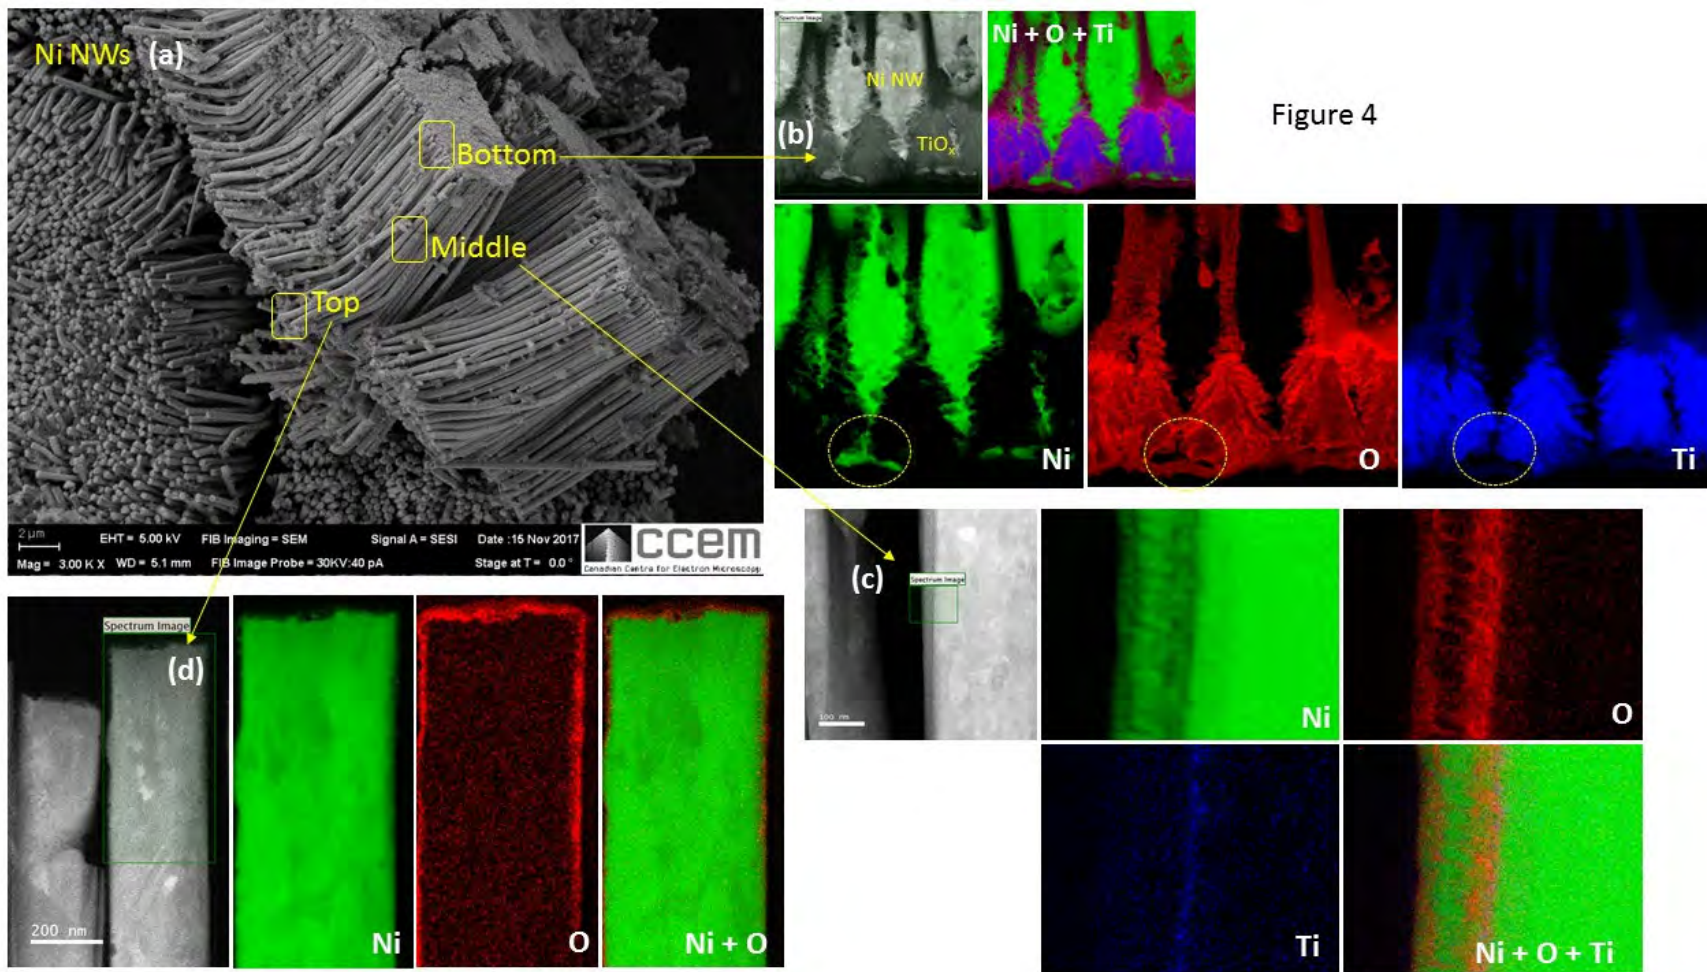 Ni NWs (a)
Bottom
Middle
Top
2 µm
EHT = 5.00 kV FIB Imaging = SEM Signal A = SESI Date :15 Nov 2017
Mag = 3.00 K X WD = 5.1 mm FIB Image Probe = 30KV:40 pA Stage at T = 0.0 °
ccem
Canadian Centre for Electron Microscopy
Spectrum Image
Ni NW
(b)
TiOₓ
Ni + O + Ti
Figure 4
Ni
O
Ti
(c)
Spectrum Image
100 nm
Ni
O
Ti
Ni + O + Ti
Spectrum Image
(d)
200 nm
Ni
O
Ni + O